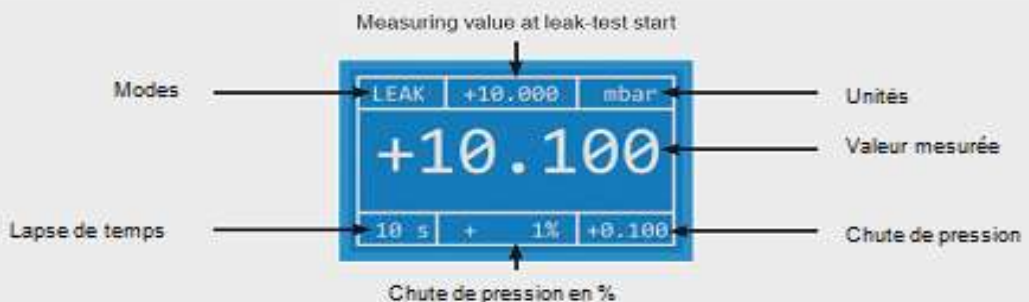 Measuring value at leak-test start
Modes
LEAK +10.000 mbar
Unités
+10.100
Valeur mesurée
Lapse de temps
10 s + 1% +0.100
Chute de pression
Chute de pression en %